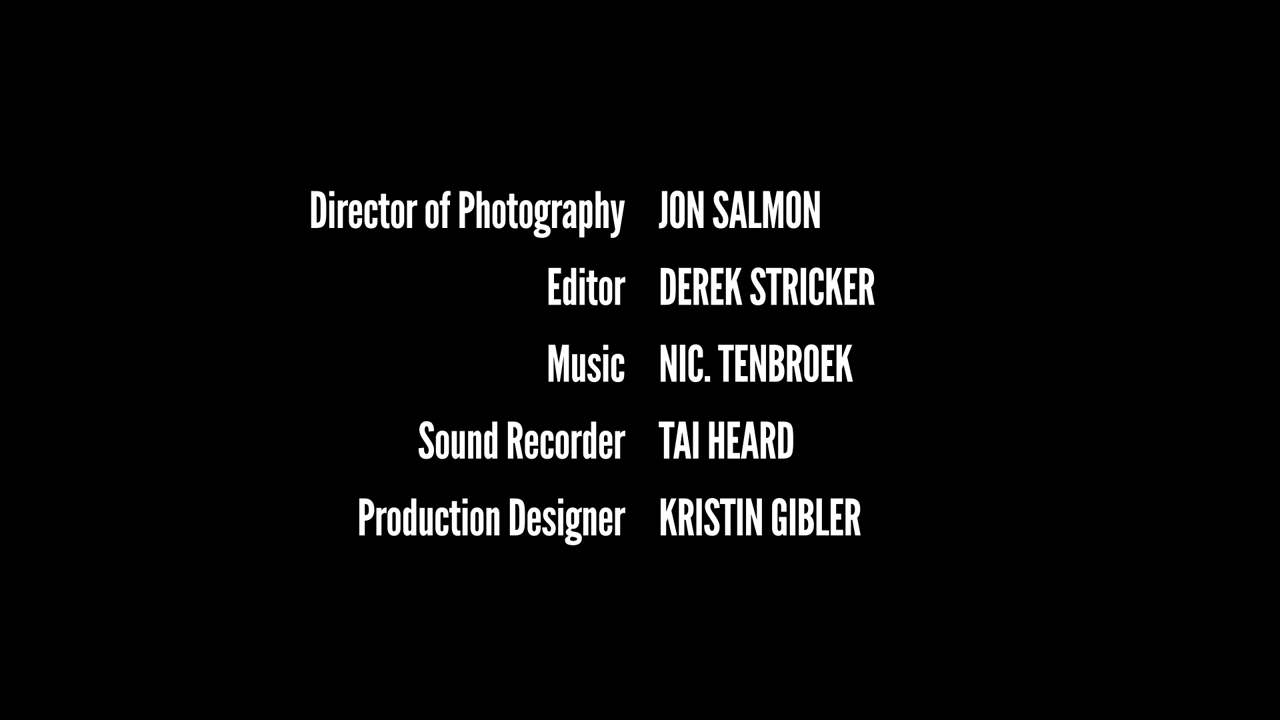 Director of Photography JON SALMON
Editor DEREK STRICKER
Music NIC. TENBROEK
Sound Recorder TAI HEARD
Production Designer KRISTIN GIBLER